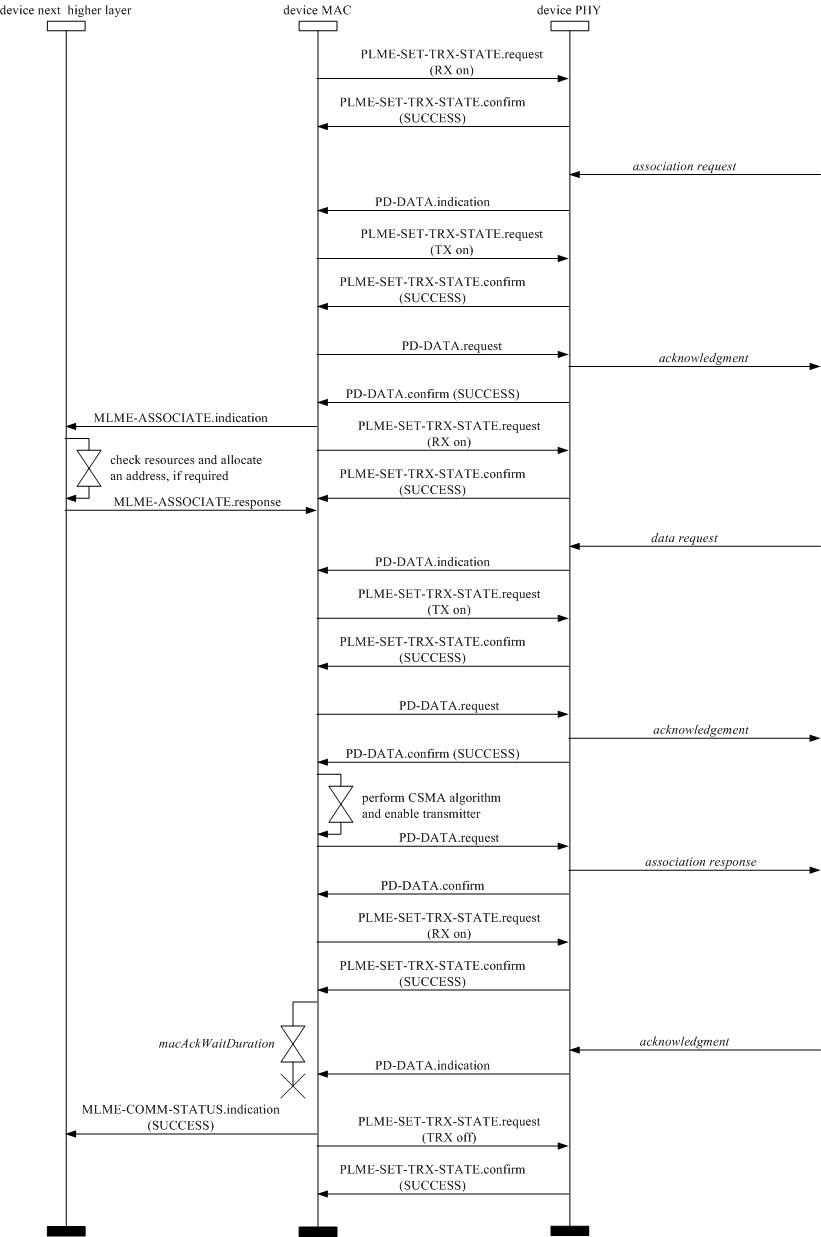 device next higher layer
device MAC
device PHY
PLME-SET-TRX-STATE.request
(RX on)
PLME-SET-TRX-STATE.confirm
(SUCCESS)
association request
PD-DATA.indication
PLME-SET-TRX-STATE.request
(TX on)
PLME-SET-TRX-STATE.confirm
(SUCCESS)
PD-DATA.request
acknowledgment
PD-DATA.confirm (SUCCESS)
MLME-ASSOCIATE.indication
PLME-SET-TRX-STATE.request
(RX on)
check resources and allocate
an address, if required
PLME-SET-TRX-STATE.confirm
(SUCCESS)
MLME-ASSOCIATE.response
data request
PD-DATA.indication
PLME-SET-TRX-STATE.request
(TX on)
PLME-SET-TRX-STATE.confirm
(SUCCESS)
PD-DATA.request
acknowledgement
PD-DATA.confirm (SUCCESS)
perform CSMA algorithm
and enable transmitter
PD-DATA.request
association response
PD-DATA.confirm
PLME-SET-TRX-STATE.request
(RX on)
PLME-SET-TRX-STATE.confirm
(SUCCESS)
macAckWaitDuration
acknowledgment
PD-DATA.indication
MLME-COMM-STATUS.indication
(SUCCESS)
PLME-SET-TRX-STATE.request
(TRX off)
PLME-SET-TRX-STATE.confirm
(SUCCESS)